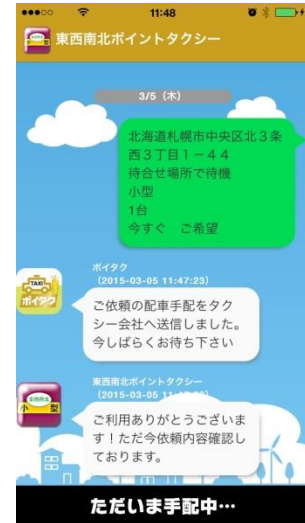 11:48
東西南北ポイントタクシー
3/5（木）
北海道札幌市中央区北３条
西３丁目１－４４
待合せ場所で待機
小型
1台
今すぐ　ご希望
ポイタク
(2015-03-05 11:47:23)
TAXI
ポイタク
ご依頼の配車手配をタク
シー会社へ送信しました。
今しばらくお待ち下さい
東西南北ポイントタクシー
小 型
ご利用ありがとうございま
す！ただ今依頼内容確認し
ております。
ただいま手配中…